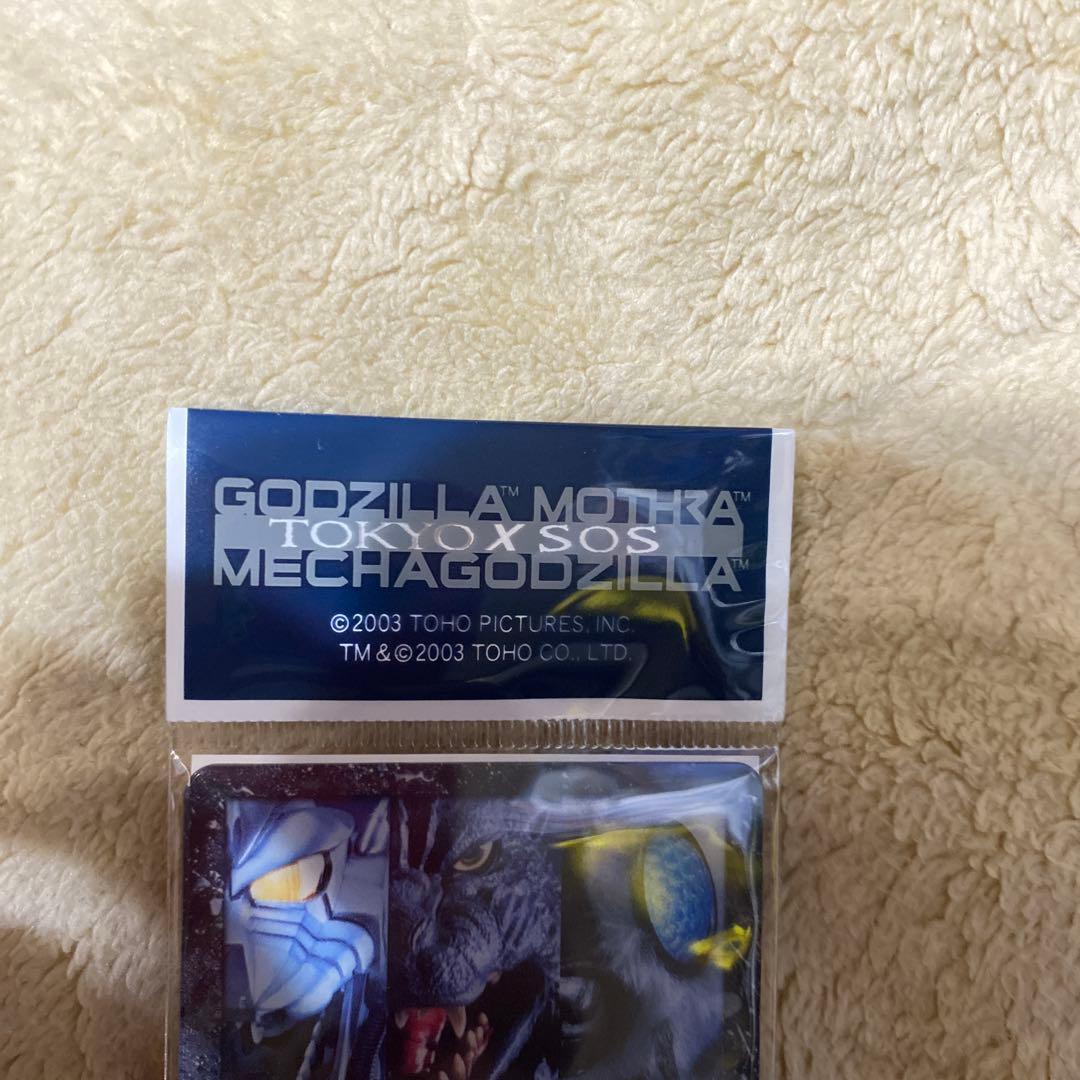 GODZILLA™ MOTHRA™
TOKYO X SOS
MECHAGODZILLA™
©2003 TOHO PICTURES, INC.
TM & ©2003 TOHO CO., LTD.